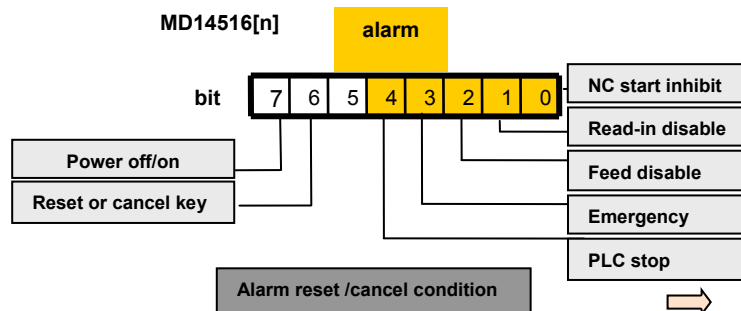 MD14516[n]
alarm
bit
7 6 5 4 3 2 1 0
NC start inhibit
Read-in disable
Power off/on
Feed disable
Reset or cancel key
Emergency
PLC stop
Alarm reset /cancel condition